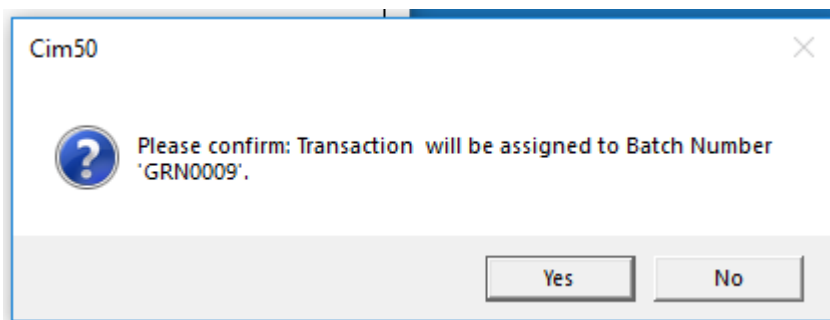 Cim50
Please confirm: Transaction  will be assigned to Batch Number
'GRN0009'.
Yes
No